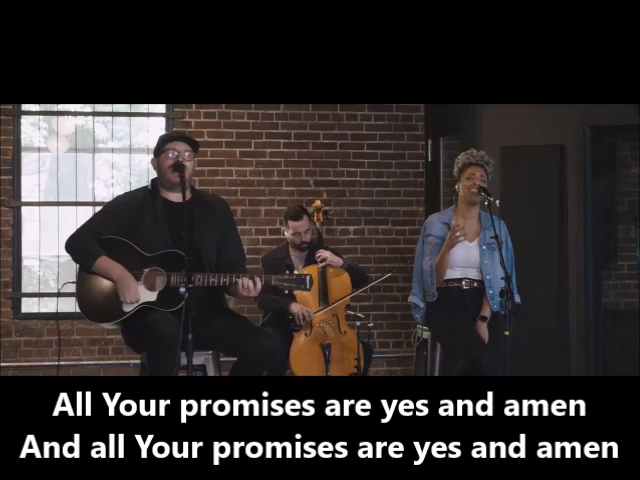 All Your promises are yes and amen
And all Your promises are yes and amen